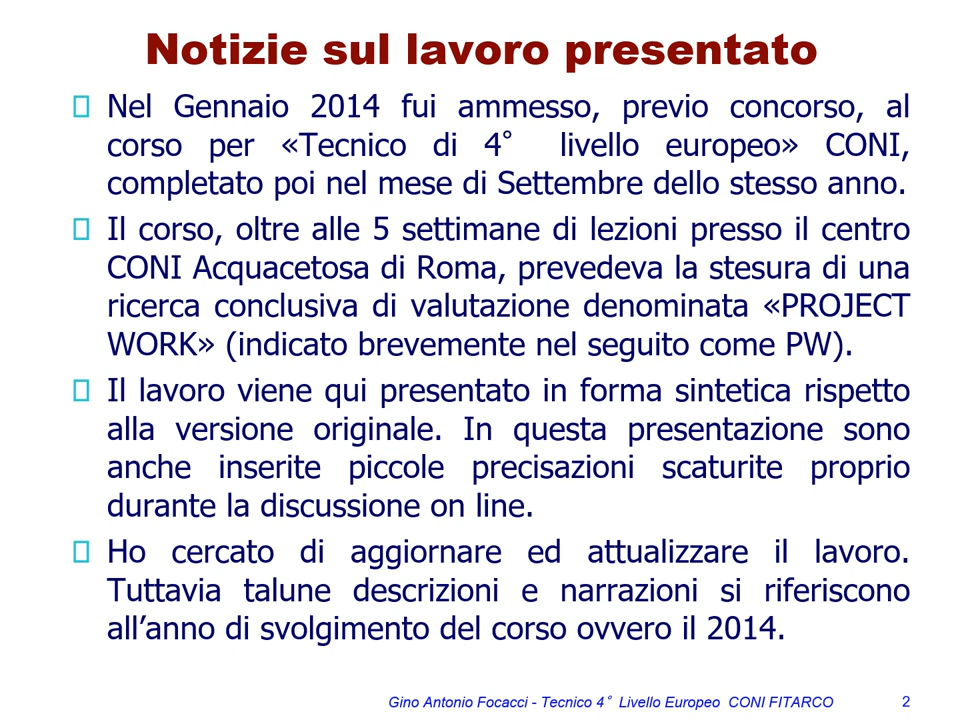 Notizie sul lavoro presentato
Nel Gennaio 2014 fui ammesso, previo concorso, al
corso per «Tecnico di 4° livello europeo» CONI,
completato poi nel mese di Settembre dello stesso anno.
Il corso, oltre alle 5 settimane di lezioni presso il centro
CONI Acquacetosa di Roma, prevedeva la stesura di una
ricerca conclusiva di valutazione denominata «PROJECT
WORK» (indicato brevemente nel seguito come PW).
Il lavoro viene qui presentato in forma sintetica rispetto
alla versione originale. In questa presentazione sono
anche inserite piccole precisazioni scaturite proprio
durante la discussione on line.
Ho cercato di aggiornare ed attualizzare il lavoro.
Tuttavia talune descrizioni e narrazioni si riferiscono
all’anno di svolgimento del corso ovvero il 2014.
Gino Antonio Focacci - Tecnico 4° Livello Europeo CONI FITARCO 2